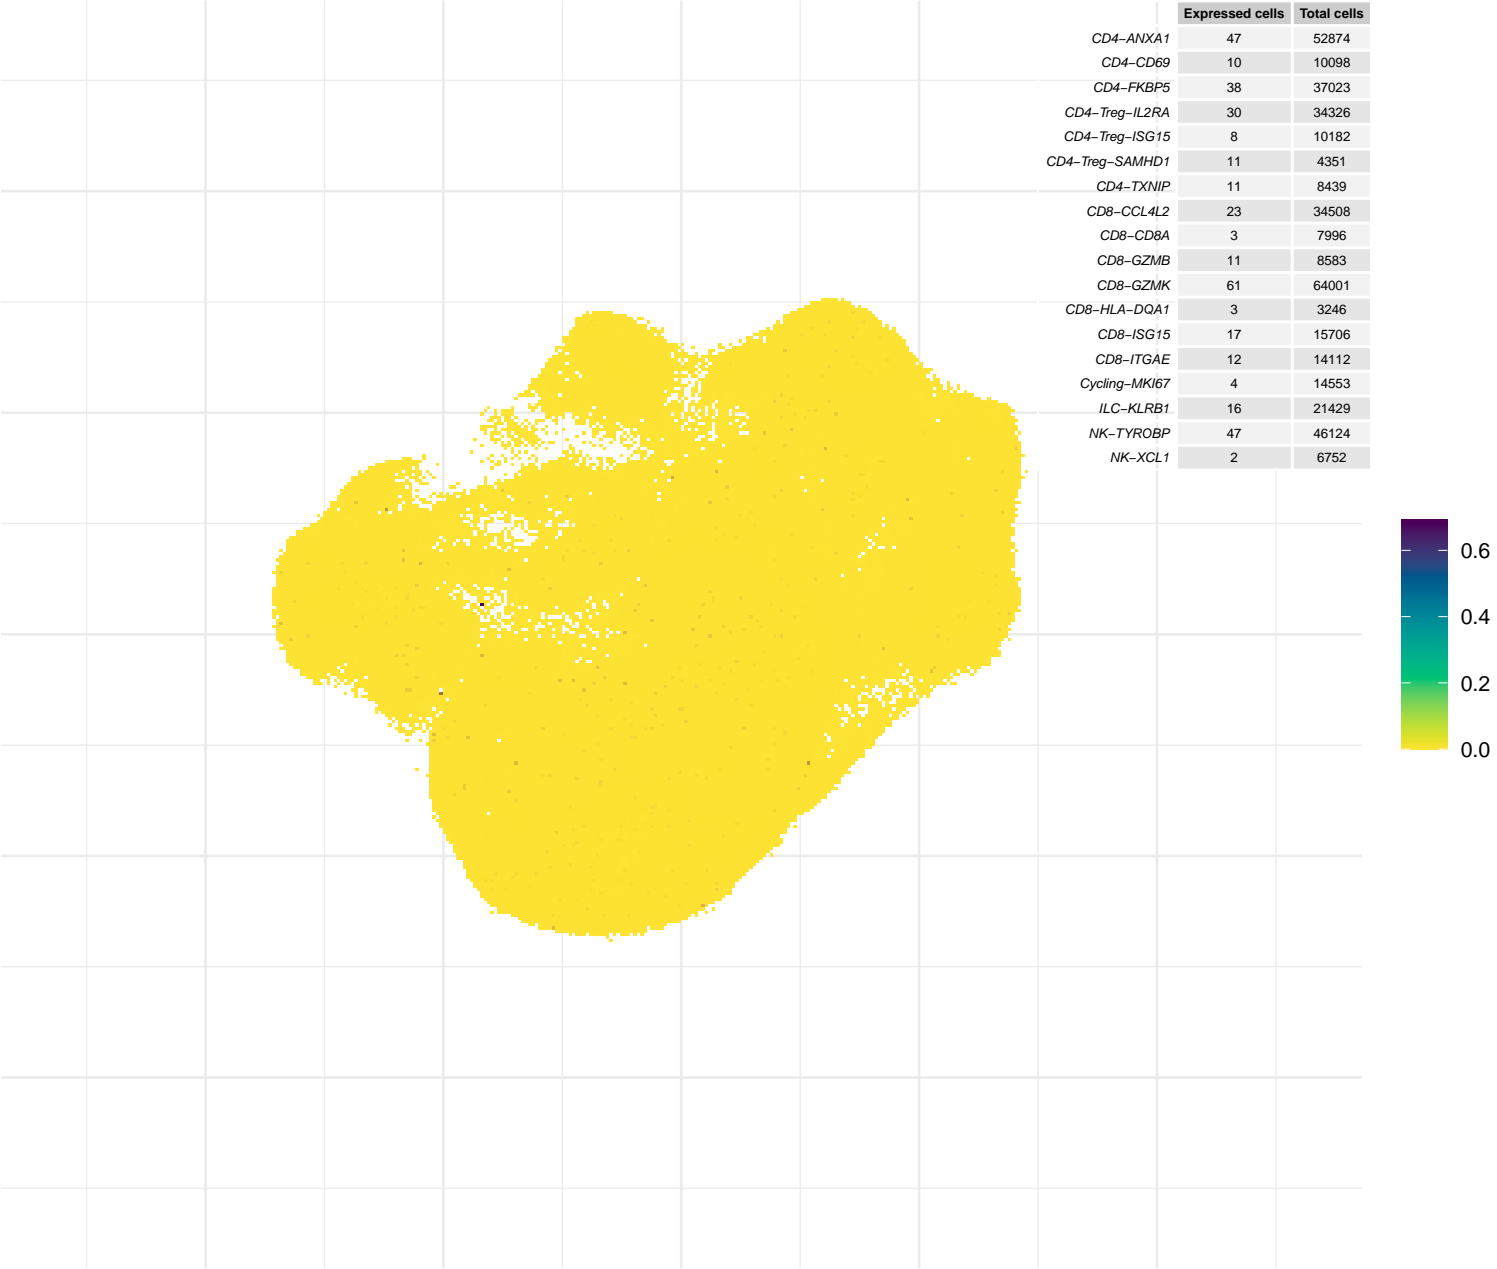 Expressed cells Total cells
CD4−ANXA1 47 52874
CD4−CD69 10 10098
CD4−FKBP5 38 37023
CD4−Treg−IL2RA 30 34326
CD4−Treg−ISG15 8 10182
CD4−Treg−SAMHD1 11 4351
CD4−TXNIP 11 8439
CD8−CCL4L2 23 34508
CD8−CD8A 3 7996
CD8−GZMB 11 8583
CD8−GZMK 61 64001
CD8−HLA−DQA1 3 3246
CD8−ISG15 17 15706
CD8−ITGAE 12 14112
Cycling−MKI67 4 14553
ILC−KLRB1 16 21429
NK−TYROBP 47 46124
NK−XCL1 2 6752
0.6
0.4
0.2
0.0